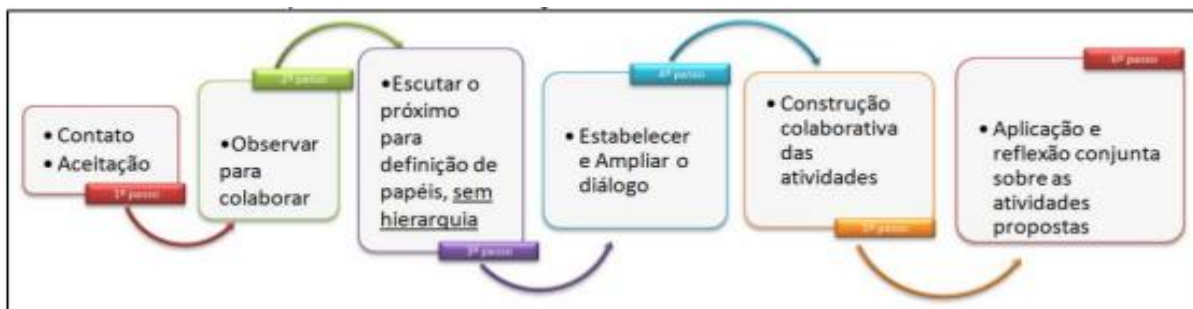 • Contato
• Aceitação
1º passo
2º passo
•Observar
para
colaborar
•Escutar o
próximo
para
definição de
papéis, sem
hierarquia
3º passo
4º passo
• Estabelecer
e Ampliar o
diálogo
• Construção
colaborativa
das
atividades
5º passo
6º passo
• Aplicação e
reflexão conjunta
sobre as
atividades
propostas